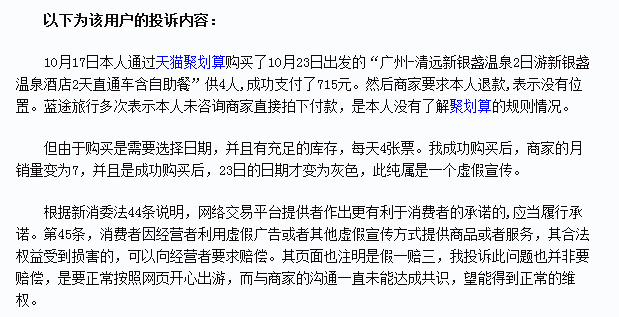 以下为该用户的投诉内容：
10月17日本人通过天猫聚划算购买了10月23日出发的“广州-清远新银盏温泉2日游新银盏
温泉酒店2天直通车含自助餐”供4人,成功支付了715元。然后商家要求本人退款,表示没有位
置。蓝途旅行多次表示本人未咨询商家直接拍下付款，是本人没有了解聚划算的规则情况。
但由于购买是需要选择日期，并且有充足的库存，每天4张票。我成功购买后，商家的月
销量变为7，并且是成功购买后，23日的日期才变为灰色，此纯属是一个虚假宣传。
根据新消委法44条说明，网络交易平台提供者作出更有利于消费者的承诺的,应当履行承
诺。第45条，消费者因经营者利用虚假广告或者其他虚假宣传方式提供商品或者服务，其合法
权益受到损害的，可以向经营者要求赔偿。其页面也注明是假一赔三，我投诉此问题也并非要
赔偿，是要正常按照网页开心出游，而与商家的沟通一直未能达成共识，望能得到正常的维
权。